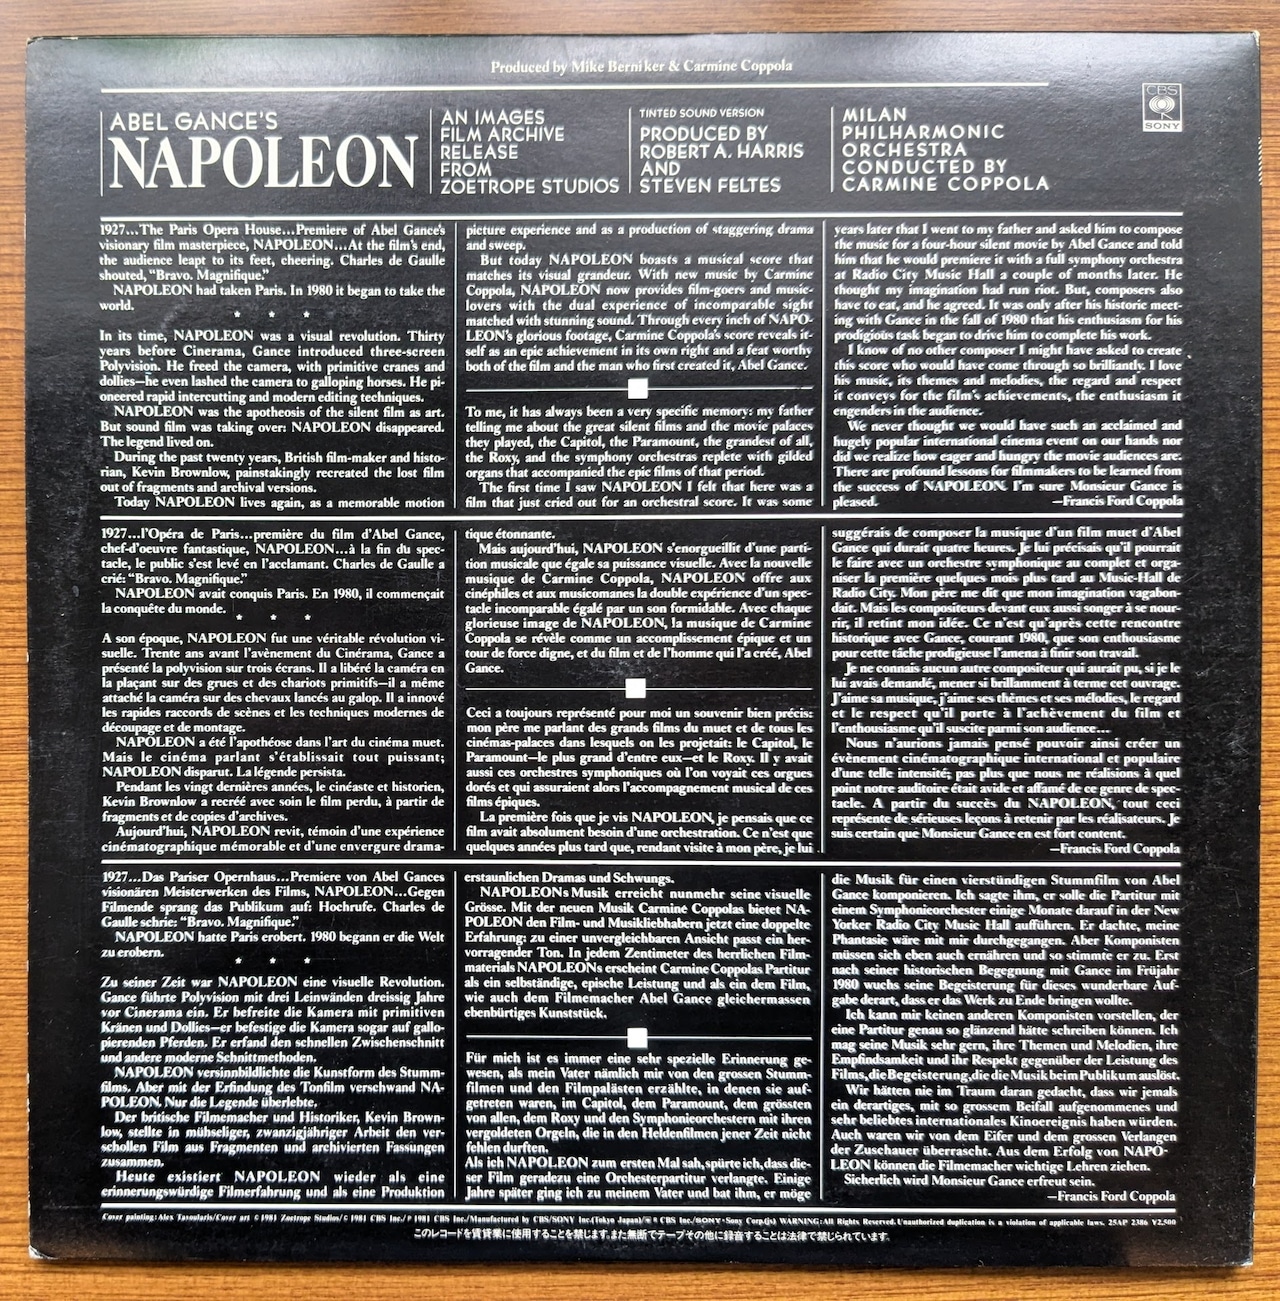 Produced by Mike Berniker & Carmine Coppola
CBS
SONY
ABEL GANCE'S
NAPOLEON
AN IMAGES
FILM ARCHIVE
RELEASE
FROM
ZOETROPE STUDIOS
TINTED SOUND VERSION
PRODUCED BY
ROBERT A. HARRIS
AND
STEVEN FELTES
MILAN
PHILHARMONIC
ORCHESTRA
CONDUCTED BY
CARMINE COPPOLA
1927...The Paris Opera House...Premiere of Abel Gance's
visionary film masterpiece, NAPOLEON...At the film's end,
the audience leapt to its feet, cheering. Charles de Gaulle
shouted, "Bravo. Magnifique."
NAPOLEON had taken Paris. In 1980 it began to take the
world.
* * *
In its time, NAPOLEON was a visual revolution. Thirty
years before Cinerama, Gance introduced three-screen
Polyvision. He freed the camera, with primitive cranes and
dollies—he even lashed the camera to galloping horses. He pi-
oneered rapid intercutting and modern editing techniques.
NAPOLEON was the apotheosis of the silent film as art.
But sound film was taking over: NAPOLEON disappeared.
The legend lived on.
During the past twenty years, British film-maker and histo-
rian, Kevin Brownlow, painstakingly recreated the lost film
out of fragments and archival versions.
Today NAPOLEON lives again, as a memorable motion
picture experience and as a production of staggering drama
and sweep.
But today NAPOLEON boasts a musical score that
matches its visual grandeur. With new music by Carmine
Coppola, NAPOLEON now provides film-goers and music-
lovers with the dual experience of incomparable sight
matched with stunning sound. Through every inch of NAPO-
LEON's glorious footage, Carmine Coppola's score reveals it-
self as an epic achievement in its own right and a feat worthy
both of the film and the man who first created it, Abel Gance.
To me, it has always been a very specific memory: my father
telling me about the great silent films and the movie palaces
they played, the Capitol, the Paramount, the grandest of all,
the Roxy, and the symphony orchestras replete with gilded
organs that accompanied the epic films of that period.
The first time I saw NAPOLEON I felt that here was a
film that just cried out for an orchestral score. It was some
years later that I went to my father and asked him to compose
the music for a four-hour silent movie by Abel Gance and told
him that he would premiere it with a full symphony orchestra
at Radio City Music Hall a couple of months later. He
thought my imagination had run riot. But, composers also
have to eat, and he agreed. It was only after his historic meet-
ing with Gance in the fall of 1980 that his enthusiasm for his
prodigious task began to drive him to complete his work.
I know of no other composer I might have asked to create
this score who would have come through so brilliantly. I love
his music, its themes and melodies, the regard and respect
it conveys for the film's achievements, the enthusiasm it
engenders in the audience.
We never thought we would have such an acclaimed and
hugely popular international cinema event on our hands nor
did we realize how eager and hungry the movie audiences are.
There are profound lessons for filmmakers to be learned from
the success of NAPOLEON. I'm sure Monsieur Gance is
pleased. —Francis Ford Coppola
1927...l'Opéra de Paris...première du film d'Abel Gance,
chef-d'oeuvre fantastique, NAPOLEON...à la fin du spec-
tacle, le public s'est levé en l'acclamant. Charles de Gaulle a
crié: "Bravo. Magnifique."
NAPOLEON avait conquis Paris. En 1980, il commençait
la conquête du monde.
* * *
A son époque, NAPOLEON fut une véritable révolution vi-
suelle. Trente ans avant l'avènement du Cinérama, Gance a
présenté la polyvision sur trois écrans. Il a libéré la caméra en
la plaçant sur des grues et des chariots primitifs—il a même
attaché la caméra sur des chevaux lancés au galop. Il a innové
les rapides raccords de scènes et les techniques modernes de
découpage et de montage.
NAPOLEON a été l'apothéose dans l'art du cinéma muet.
Mais le cinéma parlant s'établissait tout puissant;
NAPOLEON disparut. La légende persista.
Pendant les vingt dernières années, le cinéaste et historien,
Kevin Brownlow a recréé avec soin le film perdu, à partir de
fragments et de copies d'archives.
Aujourd'hui, NAPOLEON revit, témoin d'une expérience
cinématographique mémorable et d'une envergure drama-
tique étonnante.
Mais aujourd'hui, NAPOLEON s'enorgueillit d'une parti-
tion musicale que égale sa puissance visuelle. Avec la nouvelle
musique de Carmine Coppola, NAPOLEON offre aux
cinéphiles et aux musicomanes la double expérience d'un spec-
tacle incomparable égalé par un son formidable. Avec chaque
glorieuse image de NAPOLEON, la musique de Carmine
Coppola se révèle comme un accomplissement épique et un
tour de force digne, et du film et de l'homme qui l'a créé, Abel
Gance.
Ceci a toujours représenté pour moi un souvenir bien précis:
mon père me parlant des grands films du muet et de tous les
cinémas-palaces dans lesquels on les projetait: le Capitol, le
Paramount—le plus grand d'entre eux—et le Roxy. Il y avait
aussi ces orchestres symphoniques où l'on voyait ces orgues
dorés et qui assuraient alors l'accompagnement musical de ces
films épiques.
La première fois que je vis NAPOLEON, je pensais que ce
film avait absolument besoin d'une orchestration. Ce n'est que
quelques années plus tard que, rendant visite à mon père, je lui
suggérais de composer la musique d'un film muet d'Abel
Gance qui durait quatre heures. Je lui précisais qu'il pourrait
le faire avec un orchestre symphonique au complet et orga-
niser la première quelques mois plus tard au Music-Hall de
Radio City. Mon père me dit que mon imagination vagabon-
dait. Mais les compositeurs devant eux aussi songer à se nour-
rir, il retint mon idée. Ce n'est qu'après cette rencontre
historique avec Gance, courant 1980, que son enthousiasme
pour cette tâche prodigieuse l'amena à finir son travail.
Je ne connais aucun autre compositeur qui aurait pu, si je le
lui avais demandé, mener si brillamment à terme cet ouvrage.
J'aime sa musique, j'aime ses thèmes et ses mélodies, le regard
et le respect qu'il porte à l'achèvement du film et
l'enthousiasme qu'il suscite parmi son audience...
Nous n'aurions jamais pensé pouvoir ainsi créer un
évènement cinématographique international et populaire
d'une telle intensité; pas plus que nous ne réalisions à quel
point notre auditoire était avide et affamé de ce genre de spec-
tacle. A partir du succès du NAPOLEON, tout ceci
représente de sérieuses leçons à retenir par les réalisateurs. Je
suis certain que Monsieur Gance en est fort content.
—Francis Ford Coppola
1927...Das Pariser Opernhaus...Premiere von Abel Gances
visionären Meisterwerken des Films, NAPOLEON...Gegen
Filmende sprang das Publikum auf: Hochrufe. Charles de
Gaulle schrie: "Bravo. Magnifique."
NAPOLEON hatte Paris erobert. 1980 begann er die Welt
zu erobern.
* * *
Zu seiner Zeit war NAPOLEON eine visuelle Revolution.
Gance führte Polyvision mit drei Leinwänden dreissig Jahre
vor Cinerama ein. Er befreite die Kamera mit primitiven
Kränen und Dollies—er befestige die Kamera sogar auf gallo-
pierenden Pferden. Er erfand den schnellen Zwischenschnitt
und andere moderne Schnittmethoden.
NAPOLEON versinnbildlichte die Kunstform des Stumm-
films. Aber mit der Erfindung des Tonfilm verschwand NA-
POLEON. Nur die Legende überlebte.
Der britische Filmemacher und Historiker, Kevin Brown-
low, stellte in mühseliger, zwanzigjähriger Arbeit den ver-
schollen Film aus Fragmenten und archivierten Fassungen
zusammen.
Heute existiert NAPOLEON wieder als eine
erinnerungswürdige Filmerfahrung und als eine Produktion
erstaunlichen Dramas und Schwungs.
NAPOLEONs Musik erreicht nunmehr seine visuelle
Grösse. Mit der neuen Musik Carmine Coppolas bietet NA-
POLEON den Film- und Musikliebhabern jetzt eine doppelte
Erfahrung: zu einer unvergleichbaren Ansicht passt ein her-
vorragender Ton. In jedem Zentimeter des herrlichen Film-
materials NAPOLEONs erscheint Carmine Coppolas Partitur
als ein selbständige, epische Leistung und als ein dem Film,
wie auch dem Filmemacher Abel Gance gleichermassen
ebenbürtiges Kunststück.
Für mich ist es immer eine sehr spezielle Erinnerung ge-
wesen, als mein Vater nämlich mir von den grossen Stumm-
filmen und den Filmpalästen erzählte, in denen sie auf-
getreten waren, im Capitol, dem Paramount, dem grössten
von allen, dem Roxy und den Symphonieorchestern mit ihren
vergoldeten Orgeln, die in den Heldenfilmen jener Zeit nicht
fehlen durften.
Als ich NAPOLEON zum ersten Mal sah, spürte ich, dass die-
ser Film geradezu eine Orchesterpartitur verlangte. Einige
Jahre später ging ich zu meinem Vater und bat ihm, er möge
die Musik für einen vierstündigen Stummfilm von Abel
Gance komponieren. Ich sagte ihm, er solle die Partitur mit
einem Symphonieorchester einige Monate darauf in der New
Yorker Radio City Music Hall aufführen. Er dachte, meine
Phantasie wäre mit mir durchgegangen. Aber Komponisten
müssen sich eben auch ernähren und so stimmte er zu. Erst
nach seiner historischen Begegnung mit Gance im Früjahr
1980 wuchs seine Begeisterung für dieses wunderbare Auf-
gabe derart, dass er das Werk zu Ende bringen wollte.
Ich kann mir keinen anderen Komponisten vorstellen, der
eine Partitur genau so glänzend hätte schreiben können. Ich
mag seine Musik sehr gern, ihre Themen und Melodien, ihre
Empfindsamkeit und ihr Respekt gegenüber der Leistung des
Films, die Begeisterung, die die Musik beim Publikum auslöst.
Wir hätten nie im Traum daran gedacht, dass wir jemals
ein derartiges, mit so grossem Beifall aufgenommenes und
sehr beliebtes internationales Kinoereignis haben würden.
Auch waren wir von dem Eifer und dem grossen Verlangen
der Zuschauer überrascht. Aus dem Erfolg von NAPO-
LEON können die Filmemacher wichtige Lehren ziehen.
Sicherlich wird Monsieur Gance erfreut sein.
—Francis Ford Coppola
Cover painting: Alex Tavoularis/Cover art © 1981 Zoetrope Studios/© 1981 CBS Inc./℗ 1981 CBS Inc./Manufactured by CBS/SONY Inc.(Tokyo Japan)/ CBS Inc./SONY·Sony Corp.(js) WARNING:All Rights Reserved.Unauthorized duplication is a violation of applicable laws. 25AP 2386 ¥2,500
このレコードを賃貸業に使用することを禁じます.また無断でテープその他に録音することは法律で禁じられています.